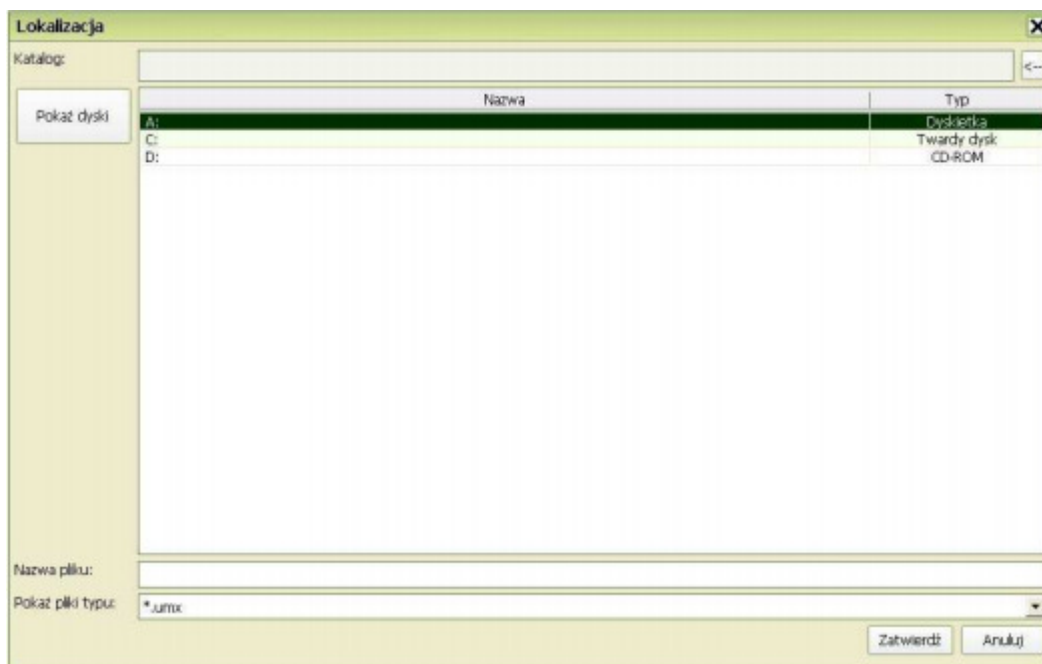 Lokalizacja
Katalog:
<--
Pokaż dyski
Nazwa Typ
A: Dyskietka
C: Twardy dysk
D: CD-ROM
Nazwa pliku:
Pokaż pliki typu: *.umx
Zatwierdź Anuluj